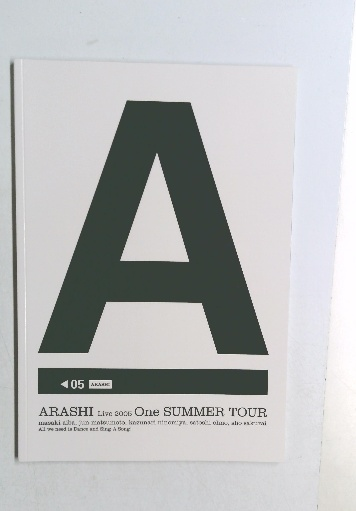 A
05 ARASHI
ARASHI Live 2005 One SUMMER TOUR
masaki aiba, jun matsumoto, kazunari ninomiya, satoshi ohno, sho sakurai
All we need is Dance and Sing A Song!